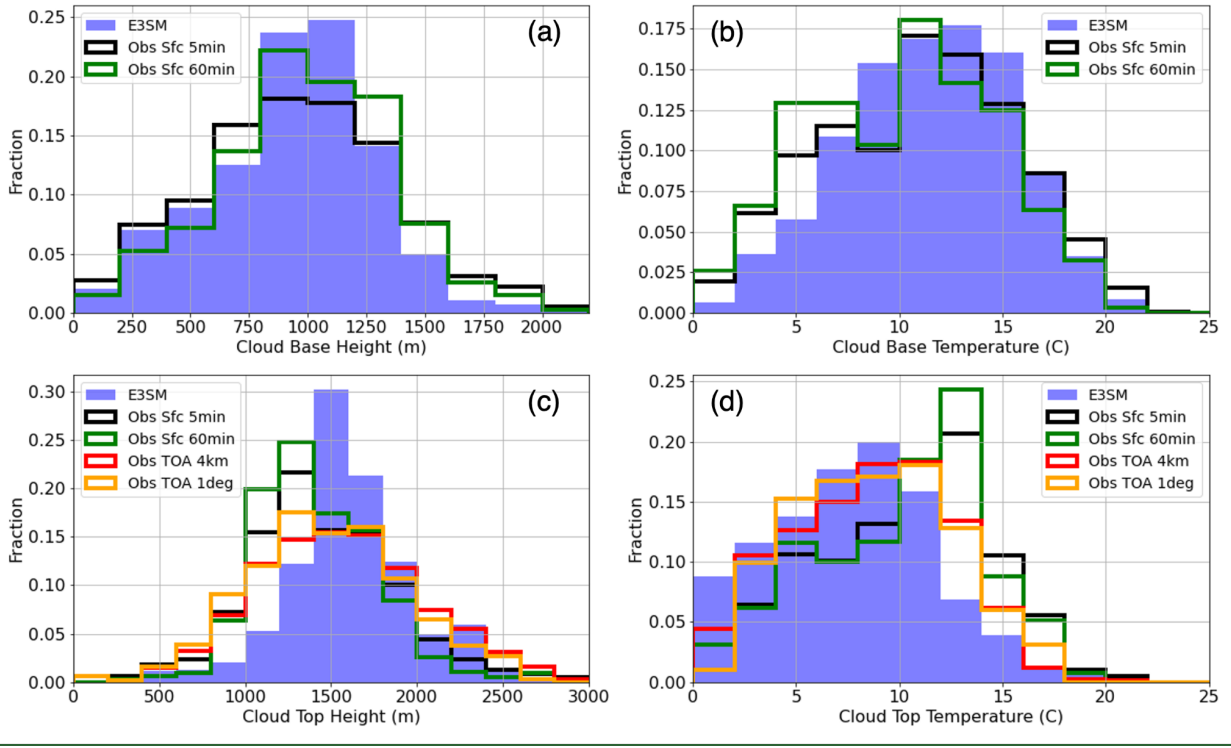 (a)
E3SM
Obs Sfc 5min
Obs Sfc 60min
Fraction
0.25
0.20
0.15
0.10
0.05
0.00
0 250 500 750 1000 1250 1500 1750 2000
Cloud Base Height (m)
(b)
E3SM
Obs Sfc 5min
Obs Sfc 60min
Fraction
0.175
0.150
0.125
0.100
0.075
0.050
0.025
0.000
0 5 10 15 20 25
Cloud Base Temperature (C)
(c)
E3SM
Obs Sfc 5min
Obs Sfc 60min
Obs TOA 4km
Obs TOA 1deg
Fraction
0.30
0.25
0.20
0.15
0.10
0.05
0.00
0 500 1000 1500 2000 2500 3000
Cloud Top Height (m)
(d)
E3SM
Obs Sfc 5min
Obs Sfc 60min
Obs TOA 4km
Obs TOA 1deg
Fraction
0.25
0.20
0.15
0.10
0.05
0.00
0 5 10 15 20 25
Cloud Top Temperature (C)